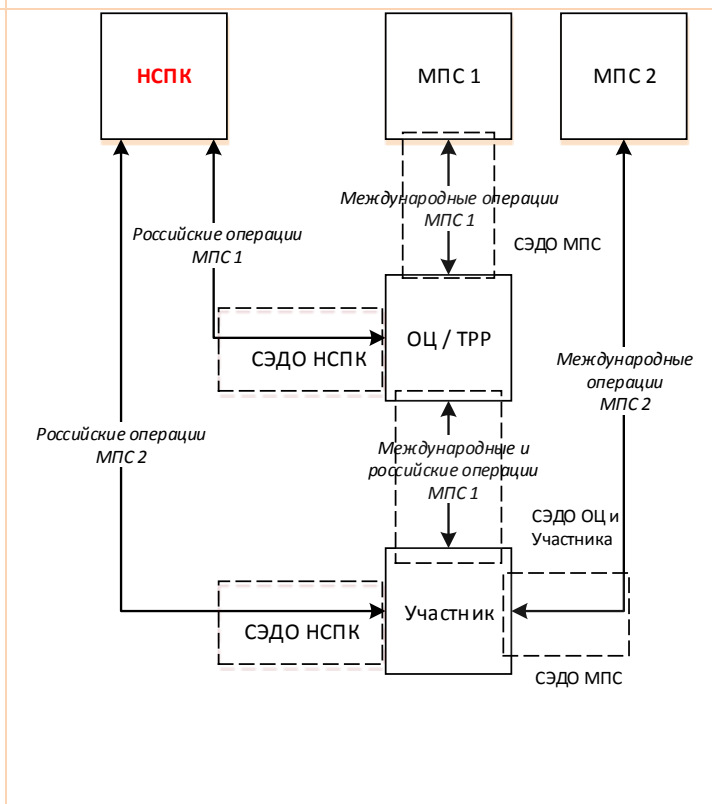 НСПК
МПС 1
МПС 2
Международные операции
МПС 1
Российские операции
МПС 1
СЭДО МПС
ОЦ / ТРР
СЭДО НСПК
Международные
операции
МПС 2
Российские операции
МПС 2
Международные и
российские операции
МПС 1
СЭДО ОЦ и
Участника
Участник
СЭДО НСПК
СЭДО МПС